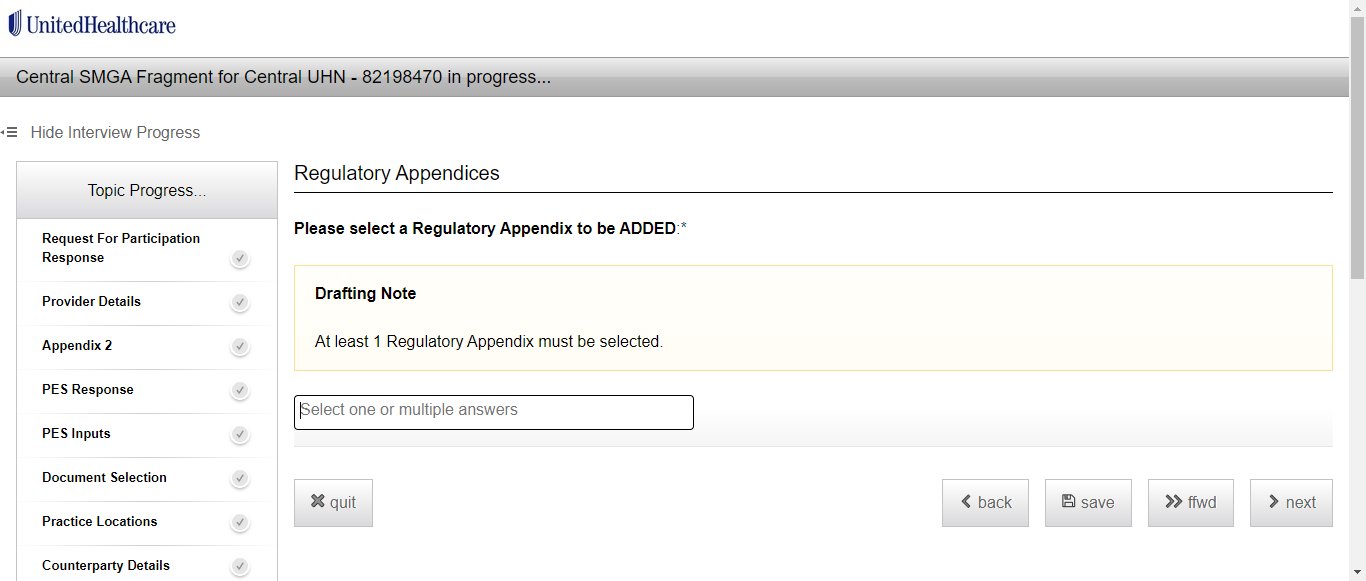 UnitedHealthcare
Central SMGA Fragment for Central UHN - 82198470 in progress...
Hide Interview Progress
Topic Progress...
Request For Participation
Response
Provider Details
Appendix 2
PES Response
PES Inputs
Document Selection
Practice Locations
Counterparty Details
Regulatory Appendices
Please select a Regulatory Appendix to be ADDED:*
Drafting Note
At least 1 Regulatory Appendix must be selected.
Select one or multiple answers
quit
back
save
ffwd
next